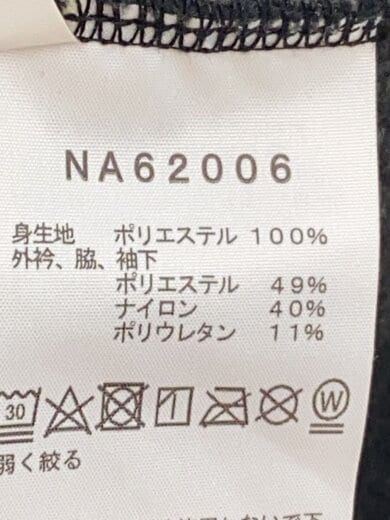 NA62006
身生地 ポリエステル 100%
外衿、脇、袖下
ポリエステル 49%
ナイロン 40%
ポリウレタン 11%
30 W
弱く絞る